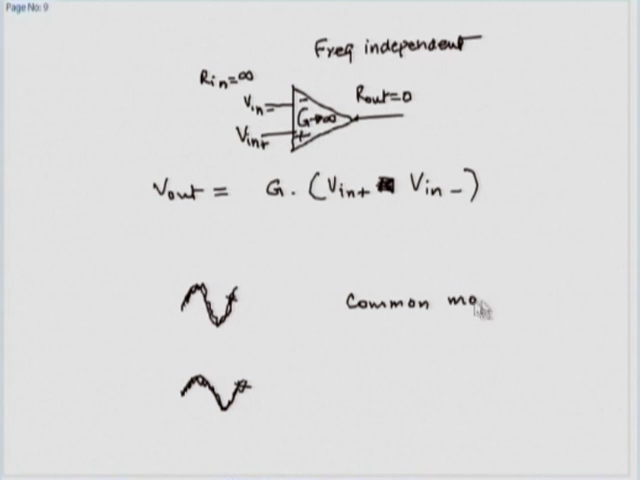 Page No: 9
Freq independent
Rin=∞
Vin-
Rout=0
G→∞
Vin+
Vout = G. (Vin+ - Vin-)
Common mo